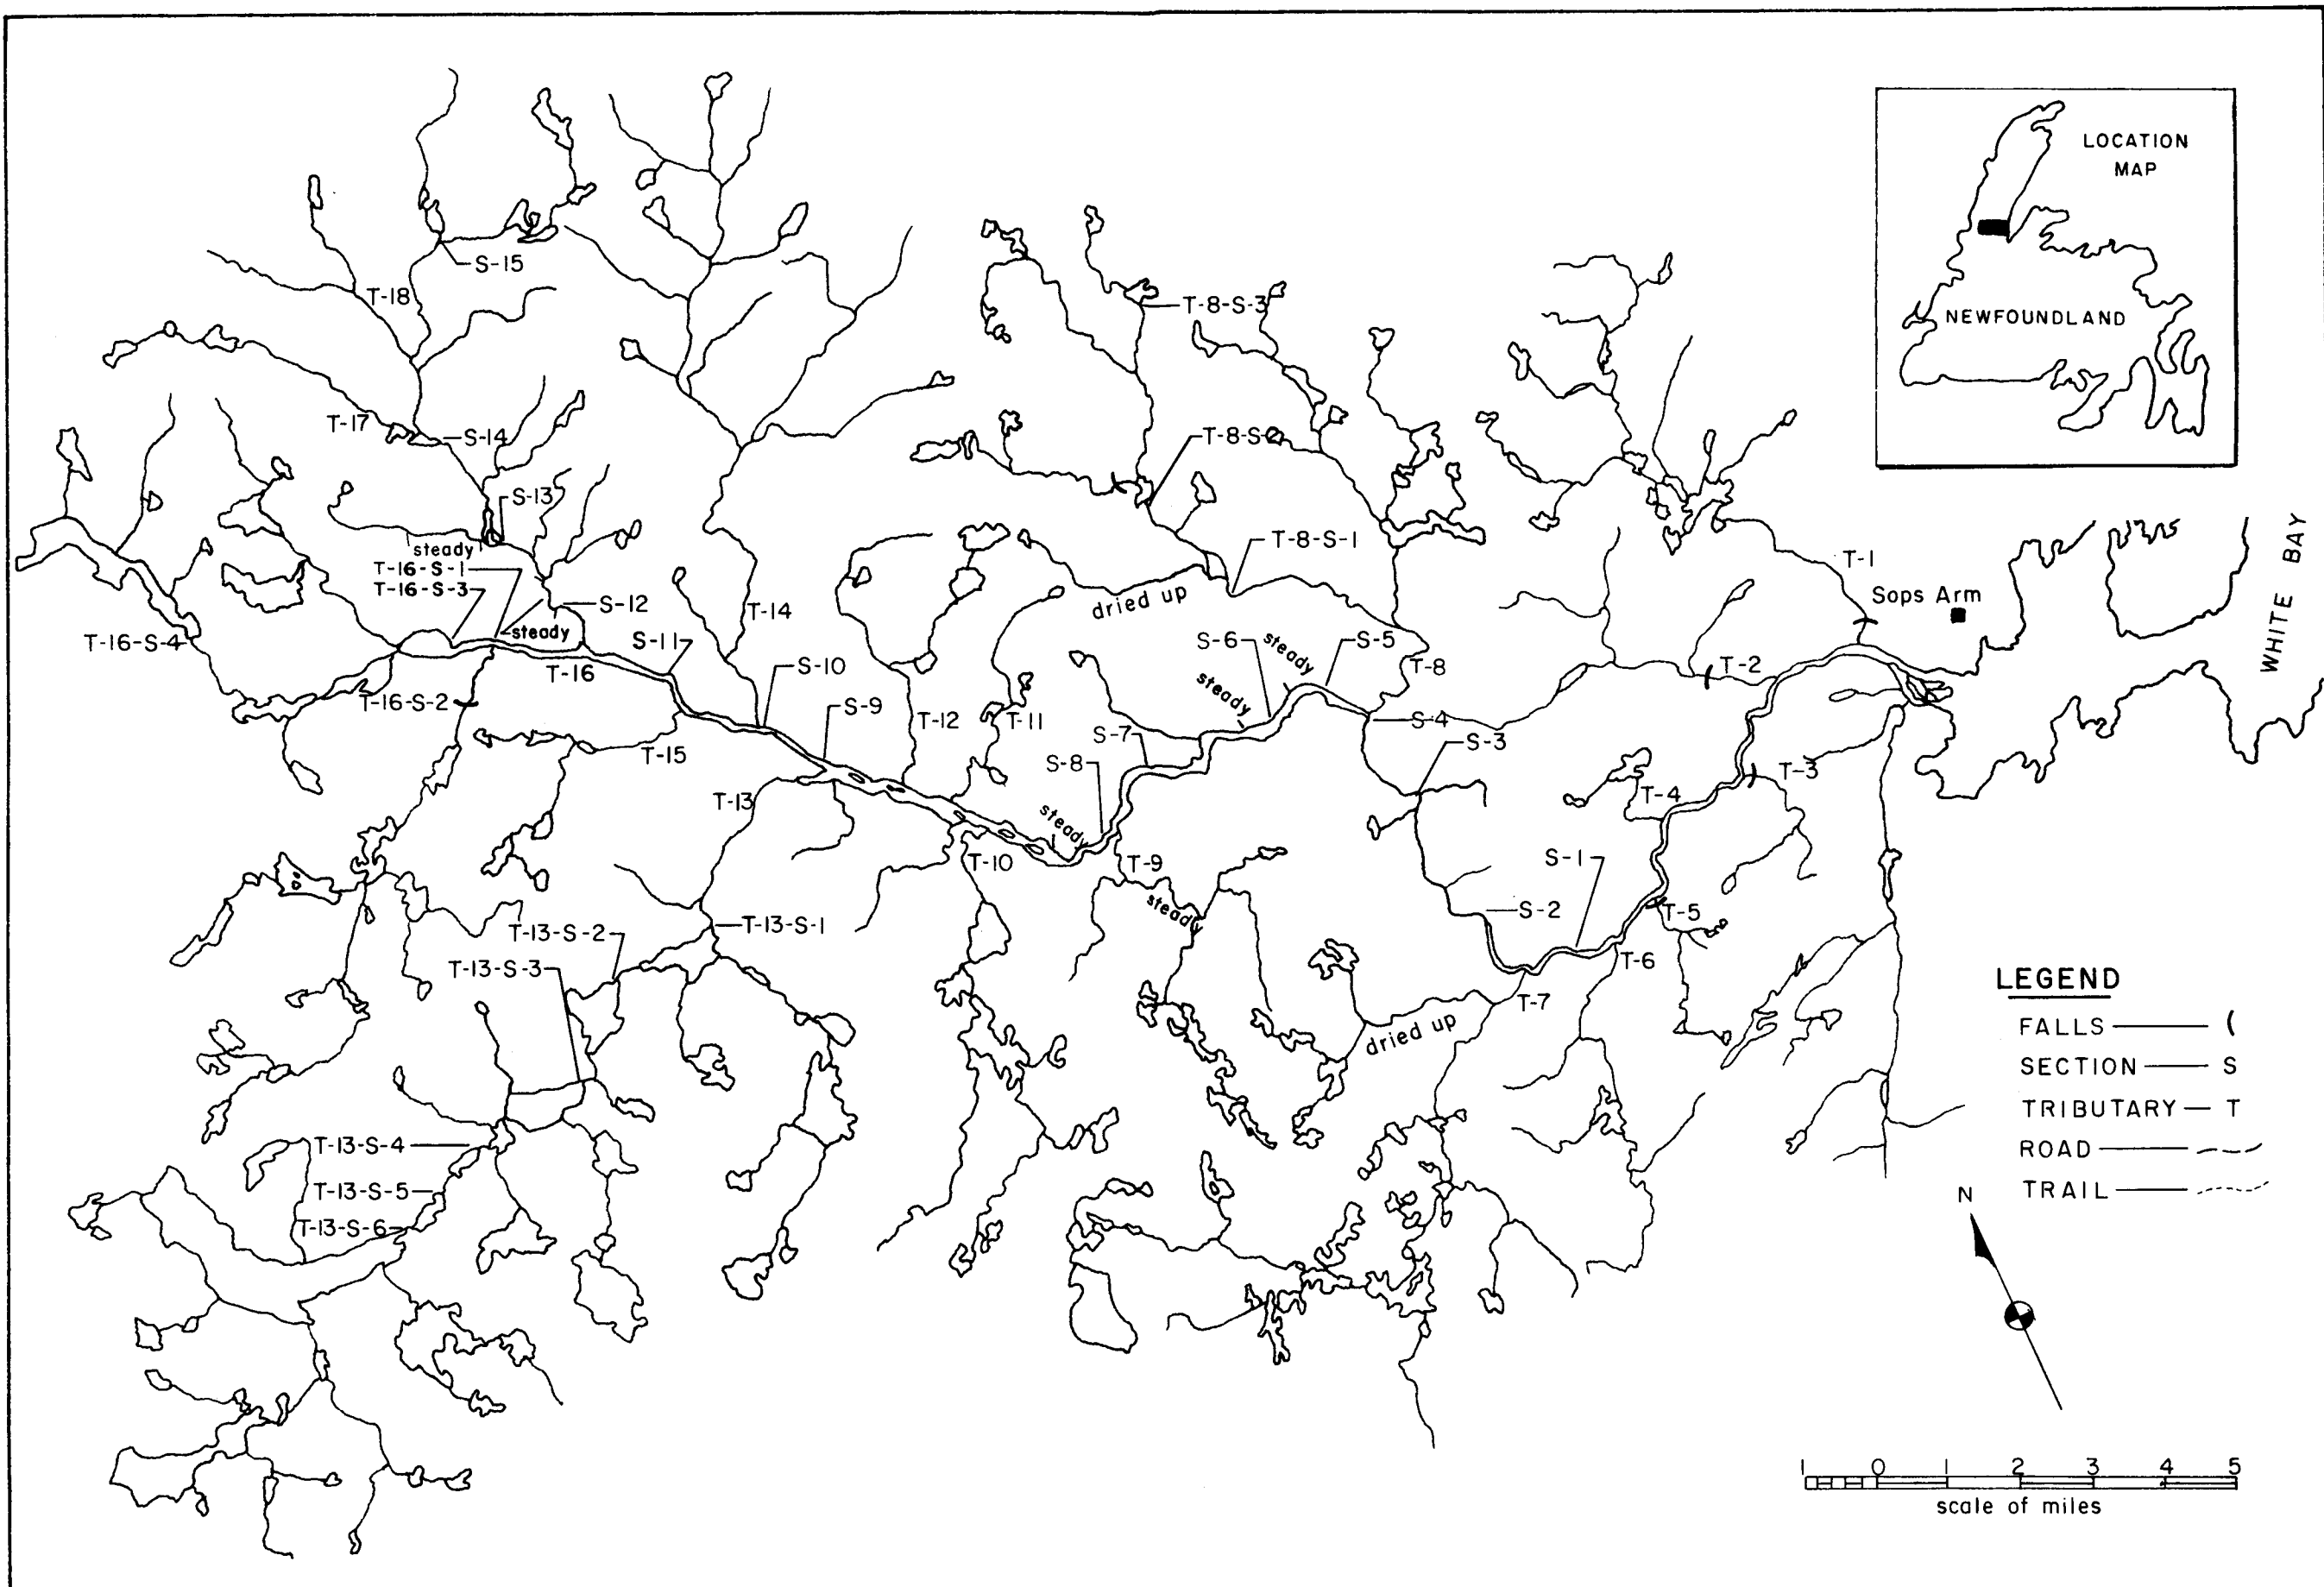 LOCATION
MAP
NEWFOUNDLAND
S-15
T-18
T-8-S-3
T-17
S-14
T-8-S-2
S-13
steady
T-16-S-1
T-16-S-3
T-8-S-1
T-1
WHITE BAY
Sops Arm
dried up
S-12
steady
T-14
T-16-S-4
S-11
S-6
steady
S-5
T-16
S-10
T-8
T-2
T-16-S-2
steady
S-9
T-12
T-11
S-4
S-7
S-3
T-15
S-8
T-3
T-13
T-4
steady
T-10
T-9
S-1
steady
S-2
T-5
T-13-S-1
T-13-S-2
T-13-S-3
T-6
T-7
dried up
LEGEND
FALLS (
SECTION S
TRIBUTARY T
ROAD
TRAIL
T-13-S-4
T-13-S-5
T-13-S-6
N
1 0 1 2 3 4 5
scale of miles